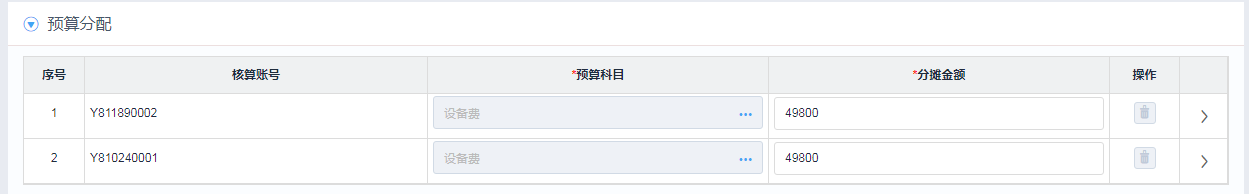 预算分配
序号 核算账号 *预算科目 *分摊金额 操作
1 Y811890002 设备费 ••• 49800
2 Y810240001 设备费 ••• 49800